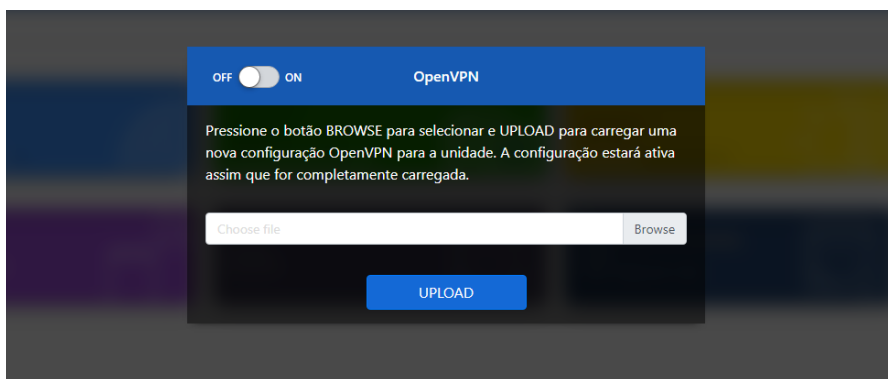 OFF ON OpenVPN
Pressione o botão BROWSE para selecionar e UPLOAD para carregar uma
nova configuração OpenVPN para a unidade. A configuração estará ativa
assim que for completamente carregada.
Choose file Browse
UPLOAD